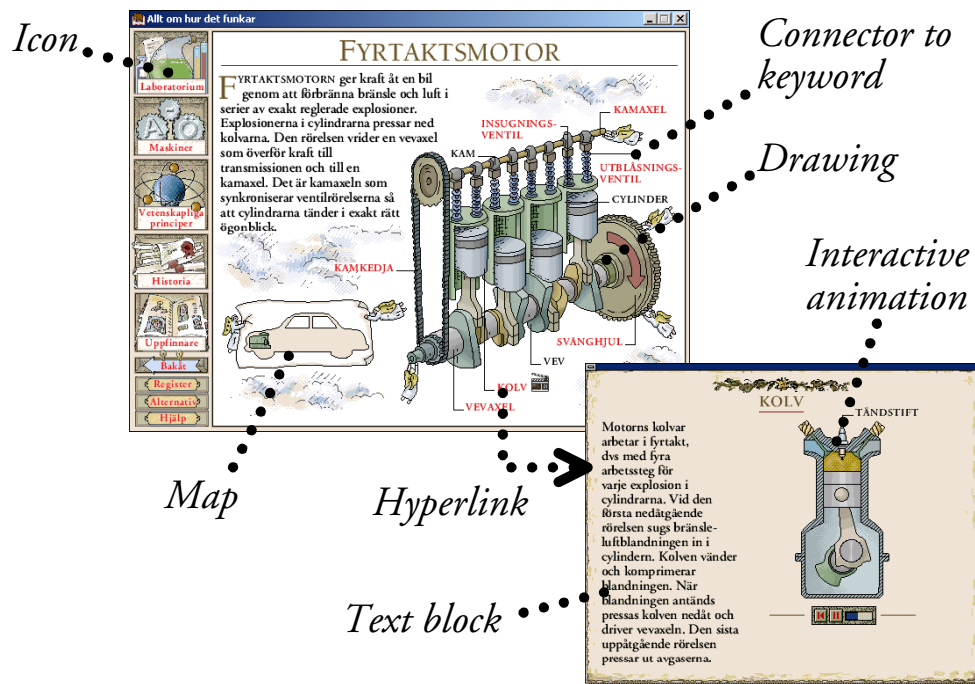 Icon
Connector to
keyword
Drawing
Interactive
animation
Map
Hyperlink
Text block
Allt om hur det funkar
Laboratorium
Maskiner
Vetenskapliga
principer
Historia
Uppfinnare
Bakåt
Register
Alternativ
Hjälp
FYRTAKTSMOTOR
FYRTAKTSMOTORN ger kraft åt en bil
genom att förbränna bränsle och luft i
serier av exakt reglerade explosioner.
Explosionerna i cylindrarna pressar ned
kolvarna. Den rörelsen vrider en vevaxel
som överför kraft till
transmissionen och till en
kamaxel. Det är kamaxeln som
synkroniserar ventilrörelserna så
att cylindrarna tänder i exakt rätt
ögonblick.
KAMAXEL
INSUGNINGS-
VENTIL
KAM
UTBLÅSNINGS-
VENTIL
CYLINDER
KAMKEDJA
SVÄNGHJUL
VEV
KOLV
VEVAXEL
KOLV
TÄNDSTIFT
Motorns kolvar
arbetar i fyrtakt,
dvs med fyra
arbetssteg för
varje explosion i
cylindrarna. Vid den
första nedåtgående
rörelsen sugs bränsle-
luftblandningen in i
cylindern. Kolven vänder
och komprimerar
blandningen. När
blandningen antänds
pressas kolven nedåt och
driver vevaxeln. Den sista
uppåtgående rörelsen
pressar ut avgaserna.